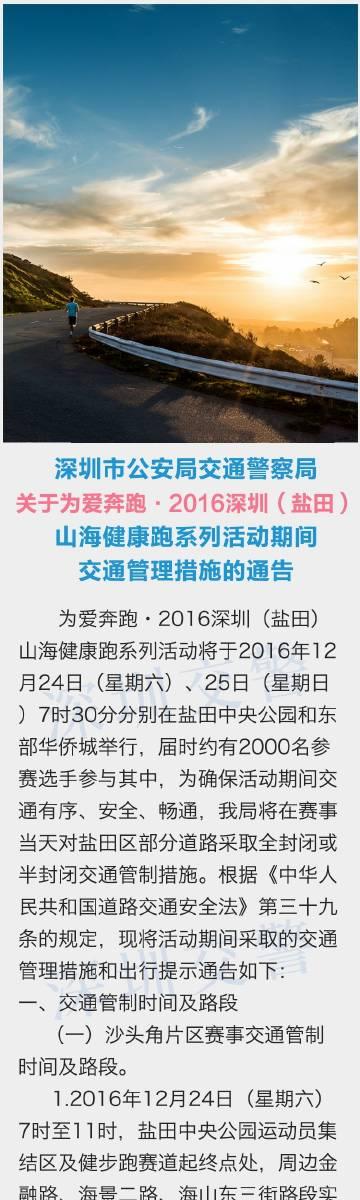 深圳市公安局交通警察局
关于为爱奔跑·2016深圳（盐田）
山海健康跑系列活动期间
交通管理措施的通告
为爱奔跑·2016深圳（盐田）
山海健康跑系列活动将于2016年12
月24日（星期六）、25日（星期日
）7时30分分别在盐田中央公园和东
部华侨城举行，届时约有2000名参
赛选手参与其中，为确保活动期间交
通有序、安全、畅通，我局将在赛事
当天对盐田区部分道路采取全封闭或
半封闭交通管制措施。根据《中华人
民共和国道路交通安全法》第三十九
条的规定，现将活动期间采取的交通
管理措施和出行提示通告如下：
一、交通管制时间及路段
（一）沙头角片区赛事交通管制
时间及路段。
1.2016年12月24日（星期六）
7时至11时，盐田中央公园运动员集
结区及健步跑赛道起终点处，周边金
融路、海景二路、海山东三街路段实
深圳交警
深圳交警